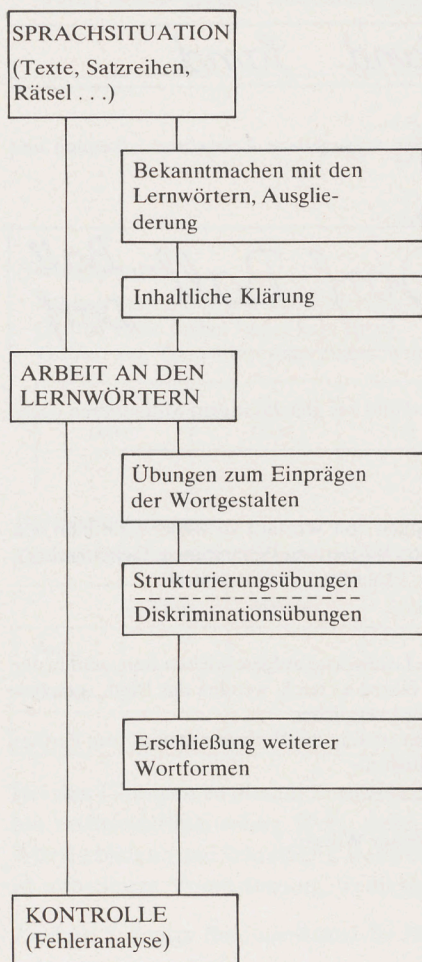 SPRACHSITUATION
(Texte, Satzreihen,
Rätsel . . .)
Bekanntmachen mit den
Lernwörtern, Ausglie-
derung
Inhaltliche Klärung
ARBEIT AN DEN
LERNWÖRTERN
Übungen zum Einprägen
der Wortgestalten
Strukturierungsübungen
Diskriminationsübungen
Erschließung weiterer
Wortformen
KONTROLLE
(Fehleranalyse)